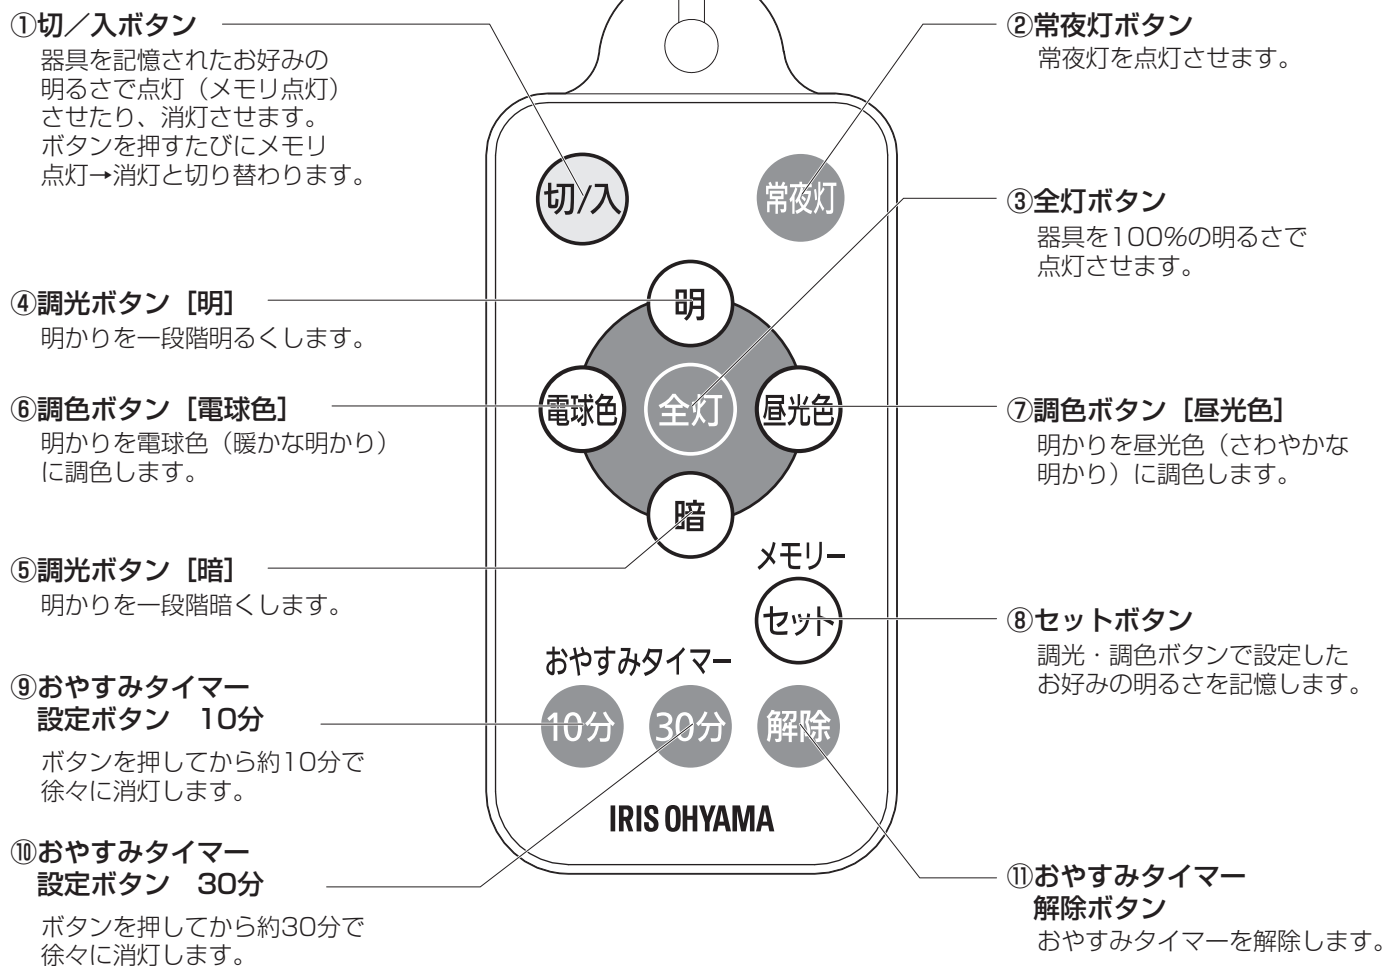 ①切／入ボタン
器具を記憶されたお好みの
明るさで点灯（メモリ点灯）
させたり、消灯させます。
ボタンを押すたびにメモリ
点灯→消灯と切り替わります。
②常夜灯ボタン
常夜灯を点灯させます。
切/入
常夜灯
③全灯ボタン
器具を100%の明るさで
点灯させます。
④調光ボタン［明］
明かりを一段階明るくします。
明
⑥調色ボタン［電球色］
明かりを電球色（暖かな明かり）
に調色します。
電球色
全灯
昼光色
⑦調色ボタン［昼光色］
明かりを昼光色（さわやかな
明かり）に調色します。
暗
⑤調光ボタン［暗］
明かりを一段階暗くします。
メモリー
セット
⑧セットボタン
調光・調色ボタンで設定した
お好みの明るさを記憶します。
おやすみタイマー
10分
30分
解除
⑨おやすみタイマー
設定ボタン　10分
ボタンを押してから約10分で
徐々に消灯します。
IRIS OHYAMA
⑩おやすみタイマー
設定ボタン　30分
ボタンを押してから約30分で
徐々に消灯します。
⑪おやすみタイマー
解除ボタン
おやすみタイマーを解除します。